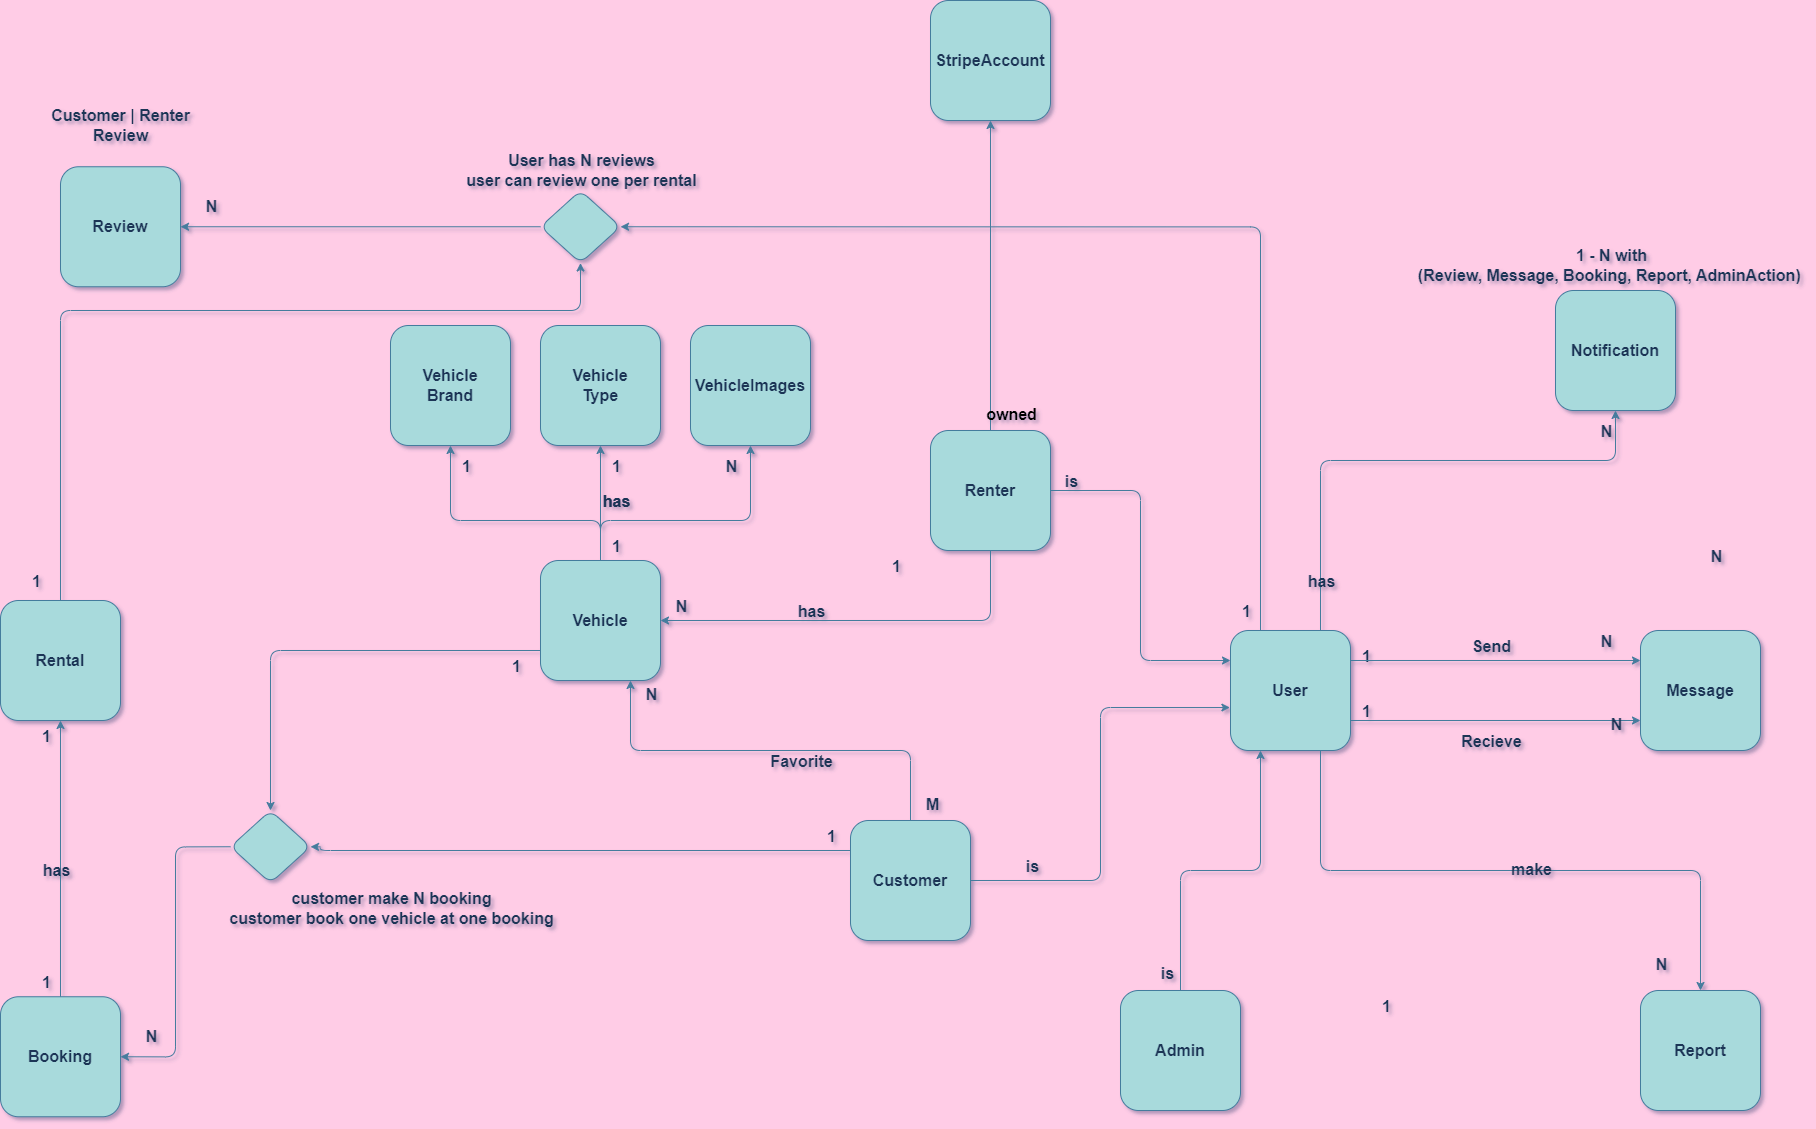 StripeAccount
Customer | Renter
Review
User has N reviews
user can review one per rental
N
Review
1 - N with
(Review, Message, Booking, Report, AdminAction)
Notification
Vehicle
Brand
Vehicle
Type
VehicleImages
owned
N
1
1
N
is
Renter
has
1
1
N
1
has
1
N
has
1
Vehicle
N
Send
Rental
1
1
User
Message
N
1
N
1
Recieve
Favorite
M
1
has
is
make
Customer
customer make N booking
customer book one vehicle at one booking
N
is
1
1
N
Booking
Admin
Report